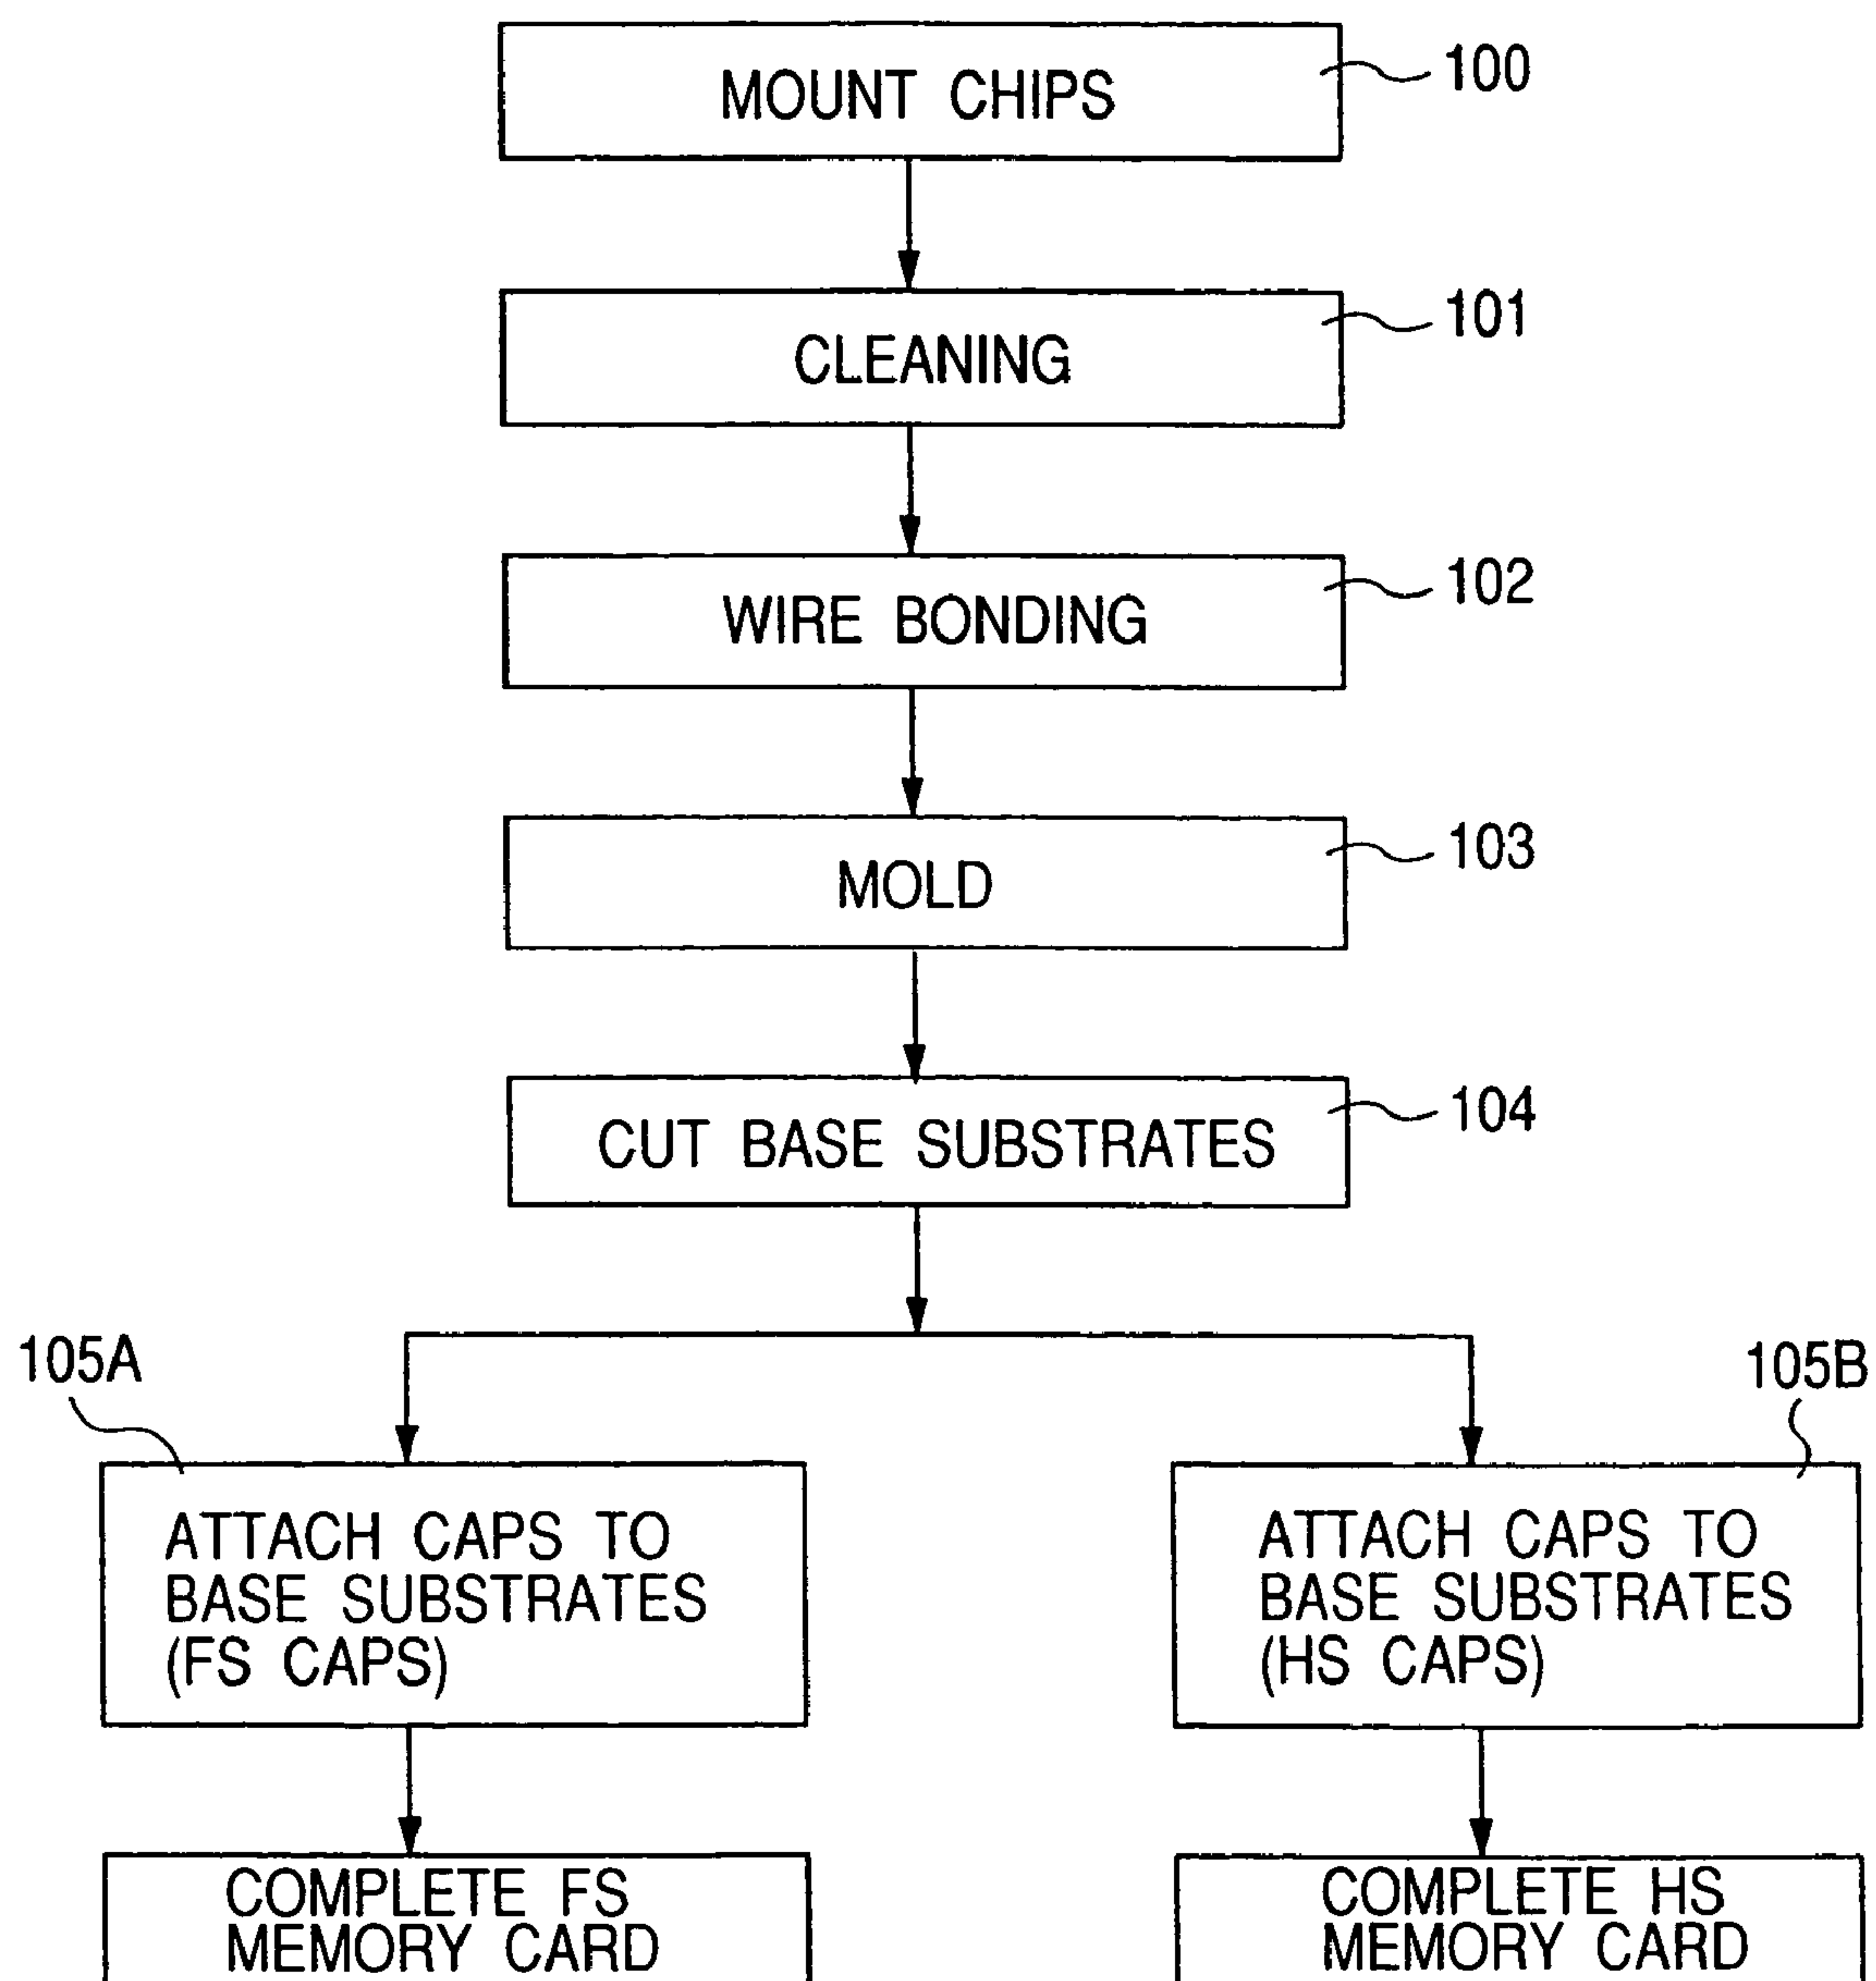 MOUNT CHIPS
100
CLEANING
101
WIRE BONDING
102
MOLD
103
CUT BASE SUBSTRATES
104
105A
105B
ATTACH CAPS TO
BASE SUBSTRATES
(FS CAPS)
ATTACH CAPS TO
BASE SUBSTRATES
(HS CAPS)
COMPLETE FS
MEMORY CARD
COMPLETE HS
MEMORY CARD